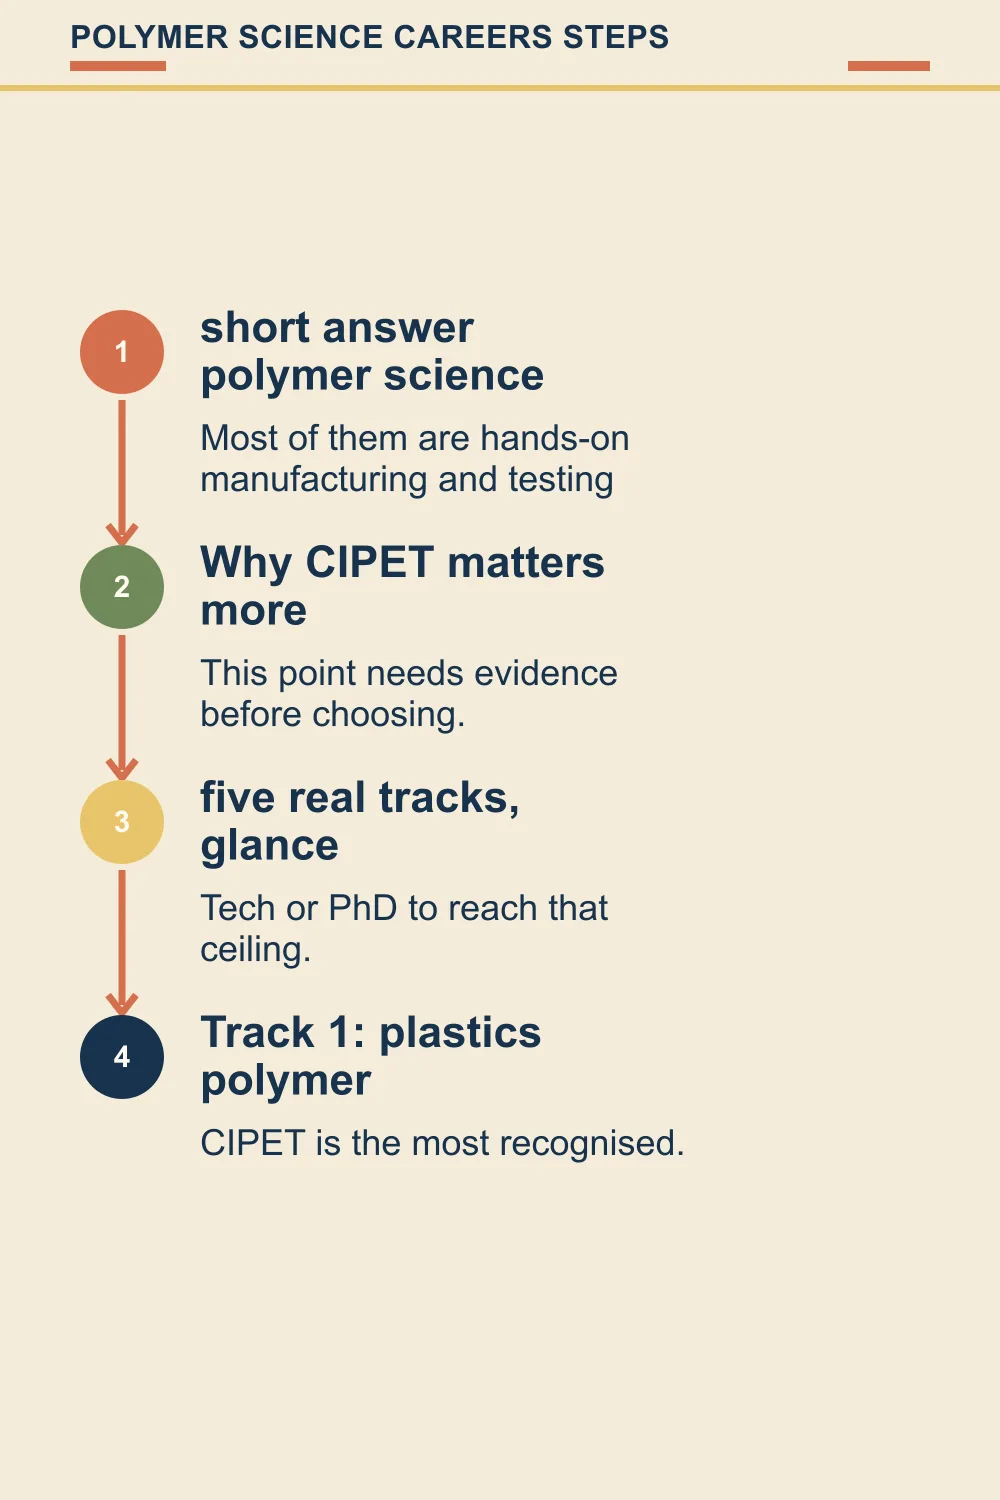 POLYMER SCIENCE CAREERS STEPS
1
short answer
polymer science
Most of them are hands-on
manufacturing and testing
2
Why CIPET matters
more
This point needs evidence
before choosing.
3
five real tracks,
glance
Tech or PhD to reach that
ceiling.
4
Track 1: plastics
polymer
CIPET is the most recognised.